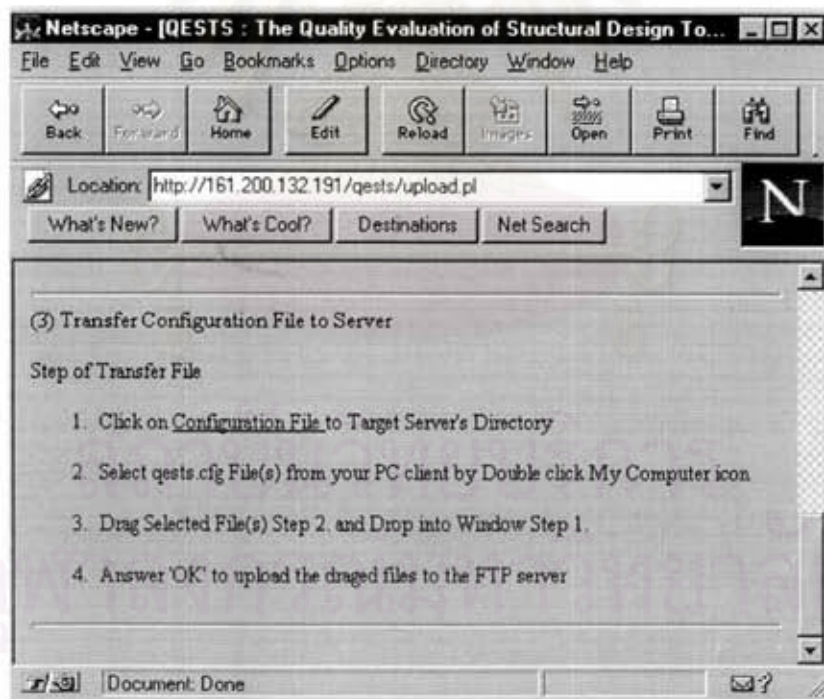 Netscape - [QESTS : The Quality Evaluation of Structural Design To...
File Edit View Go Bookmarks Options Directory Window Help
Back Forward Home Edit Reload Images Open Print Find
Location: http://161.200.132.191/qests/upload.pl
N
What's New? What's Cool? Destinations Net Search
(3) Transfer Configuration File to Server
Step of Transfer File
1. Click on Configuration File to Target Server's Directory
2. Select qests.cfg File(s) from your PC client by Double click My Computer icon
3. Drag Selected File(s) Step 2. and Drop into Window Step 1.
4. Answer 'OK' to upload the draged files to the FTP server
Document: Done